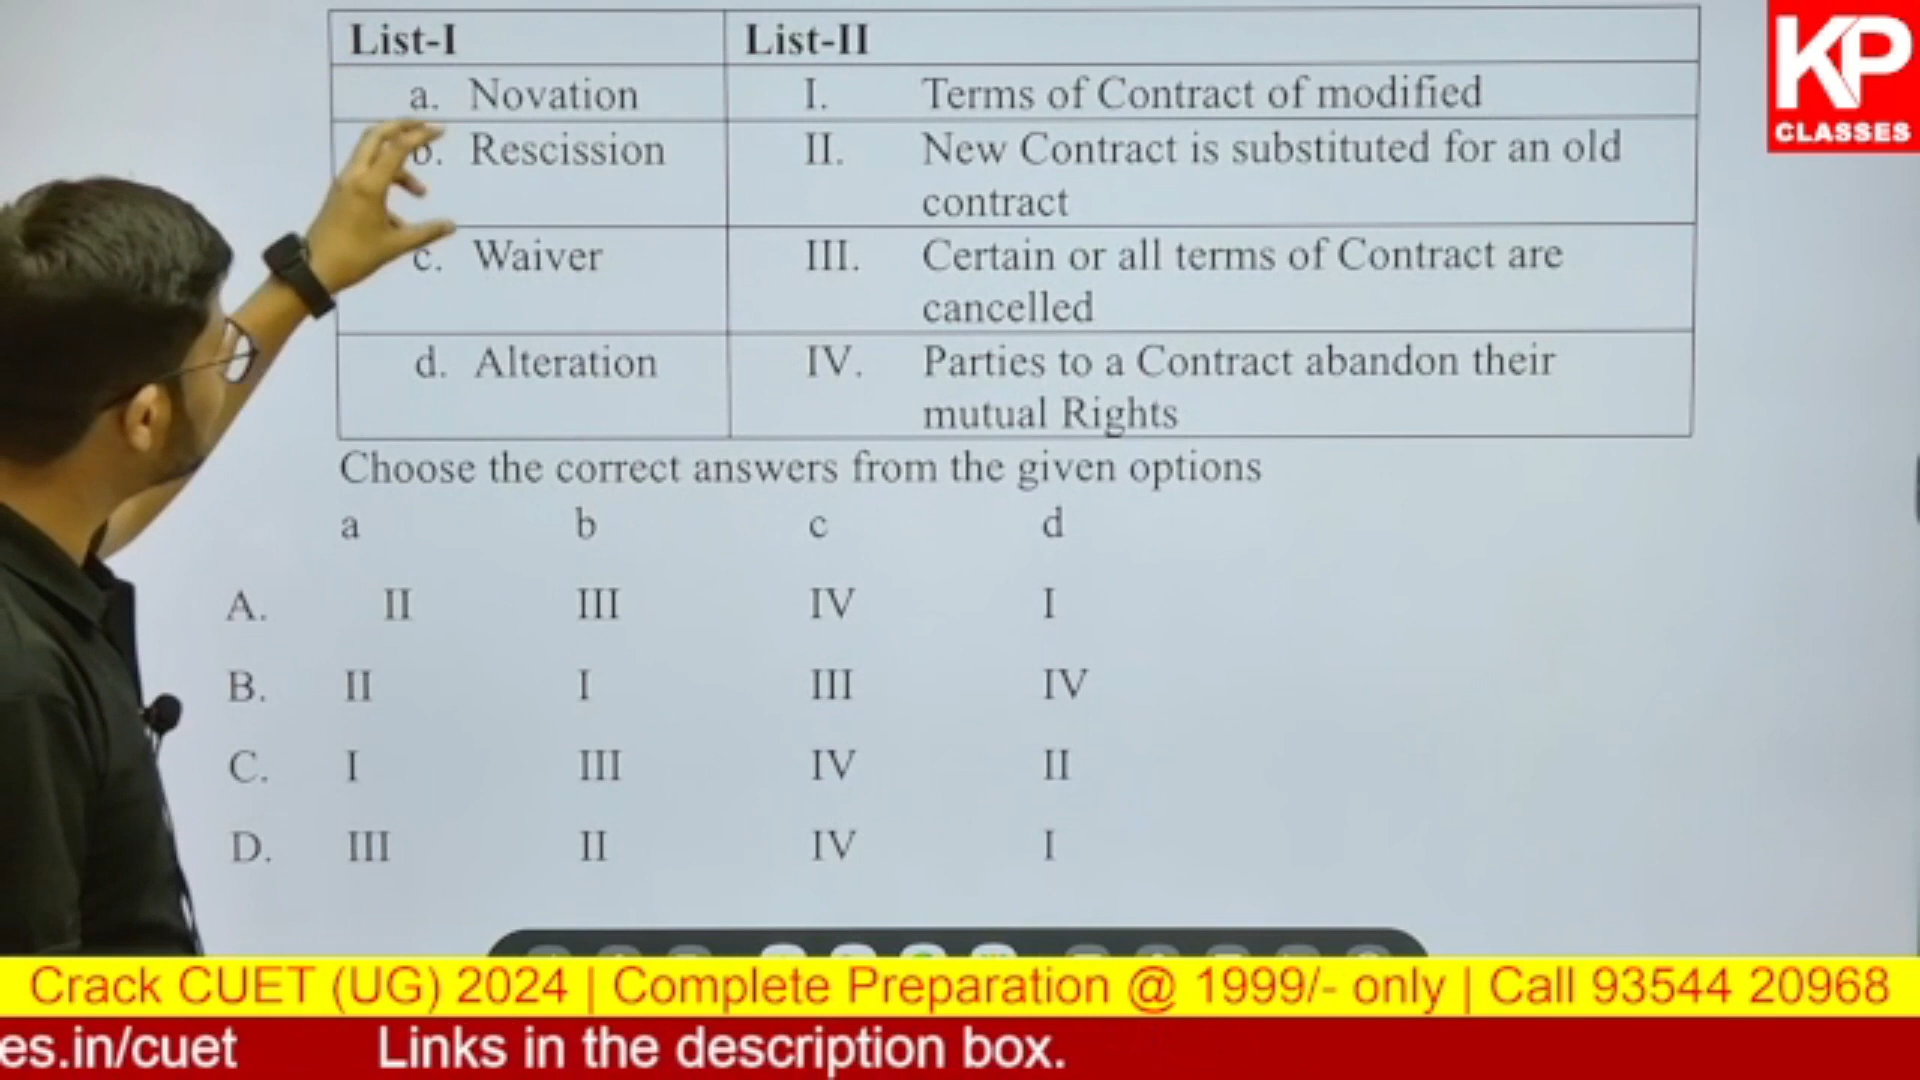 List-I List-II
a. Novation I. Terms of Contract of modified
b. Rescission II. New Contract is substituted for an old
contract
c. Waiver III. Certain or all terms of Contract are
cancelled
d. Alteration IV. Parties to a Contract abandon their
mutual Rights
Choose the correct answers from the given options
a b c d
A. II III IV I
B. II I III IV
C. I III IV II
D. III II IV I
KP
CLASSES
Crack CUET (UG) 2024 | Complete Preparation @ 1999/- only | Call 93544 20968
es.in/cuet Links in the description box.